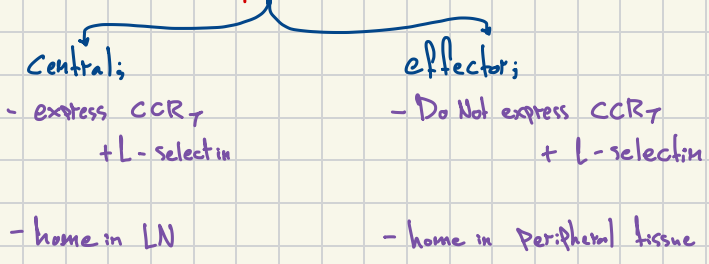 Central;
- express CCR7
+ L-selectin
- home in LN
effector;
- Do Not express CCR7
+ L-selectin
- home in peripheral tissue